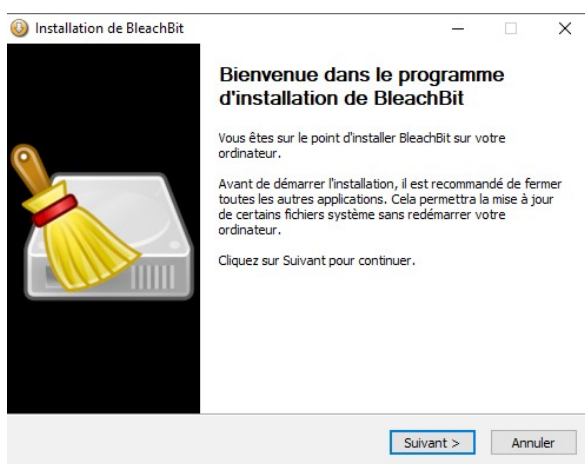 Installation de BleachBit
Bienvenue dans le programme
d'installation de BleachBit
Vous êtes sur le point d'installer BleachBit sur votre
ordinateur.
Avant de démarrer l'installation, il est recommandé de fermer
toutes les autres applications. Cela permettra la mise à jour
de certains fichiers système sans redémarrer votre
ordinateur.
Cliquez sur Suivant pour continuer.
Suivant >
Annuler